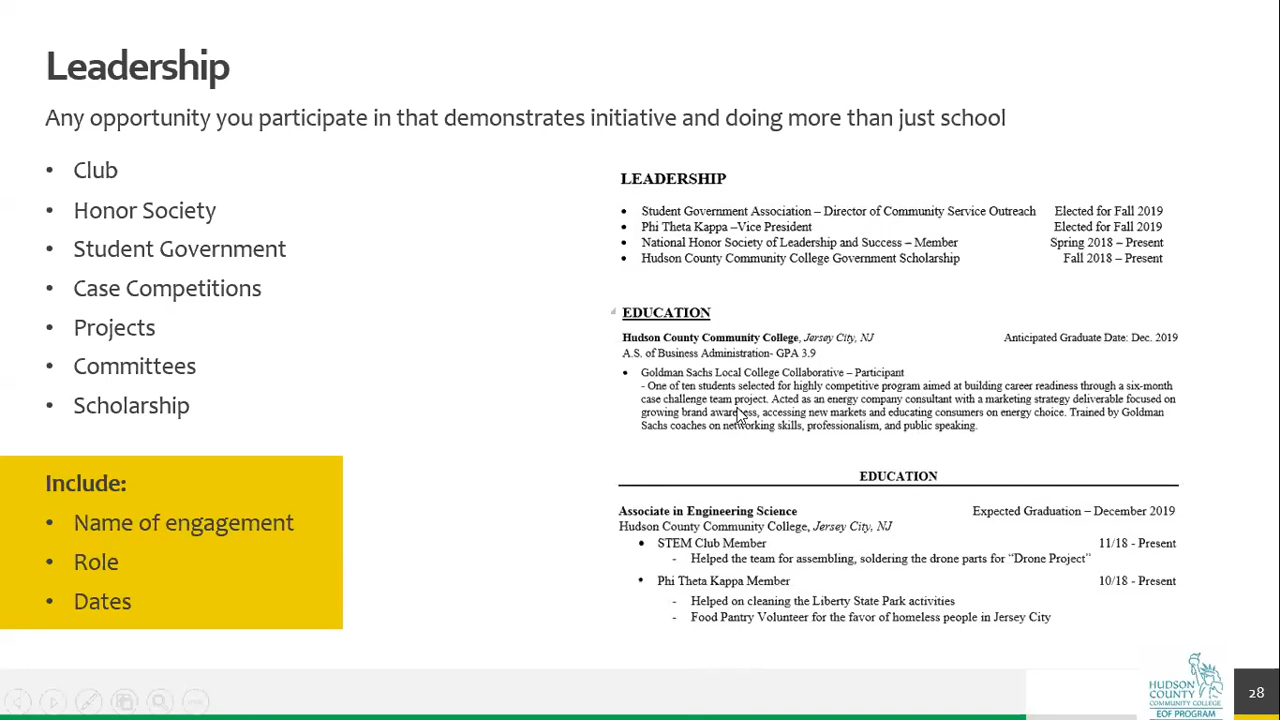 Leadership
Any opportunity you participate in that demonstrates initiative and doing more than just school
• Club
• Honor Society
• Student Government
• Case Competitions
• Projects
• Committees
• Scholarship
Include:
• Name of engagement
• Role
• Dates
LEADERSHIP
• Student Government Association – Director of Community Service Outreach Elected for Fall 2019
• Phi Theta Kappa –Vice President Elected for Fall 2019
• National Honor Society of Leadership and Success – Member Spring 2018 – Present
• Hudson County Community College Government Scholarship Fall 2018 – Present
EDUCATION
Hudson County Community College, Jersey City, NJ Anticipated Graduate Date: Dec. 2019
A.S. of Business Administration- GPA 3.9
• Goldman Sachs Local College Collaborative – Participant
- One of ten students selected for highly competitive program aimed at building career readiness through a six-month
case challenge team project. Acted as an energy company consultant with a marketing strategy deliverable focused on
growing brand awareness, accessing new markets and educating consumers on energy choice. Trained by Goldman
Sachs coaches on networking skills, professionalism, and public speaking.
EDUCATION
Associate in Engineering Science Expected Graduation – December 2019
Hudson County Community College, Jersey City, NJ
• STEM Club Member 11/18 - Present
- Helped the team for assembling, soldering the drone parts for “Drone Project”
• Phi Theta Kappa Member 10/18 - Present
- Helped on cleaning the Liberty State Park activities
- Food Pantry Volunteer for the favor of homeless people in Jersey City
HUDSON
COUNTY
COMMUNITY COLLEGE
EOF PROGRAM
28